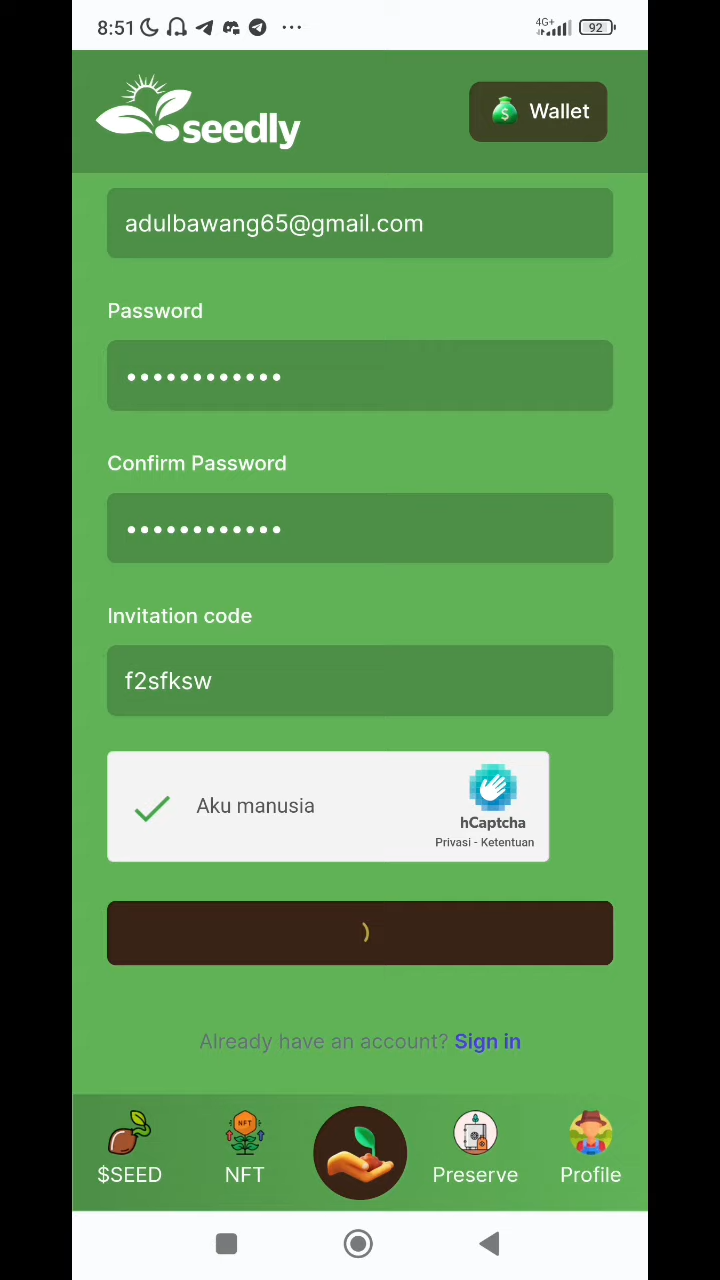 8:51
4G+
92
seedly
Wallet
adulbawang65@gmail.com
Password
••••••••••••
Confirm Password
••••••••••••
Invitation code
f2sfksw
Aku manusia
hCaptcha
Privasi - Ketentuan
Already have an account? Sign in
NFT
$SEED
NFT
Preserve
Profile